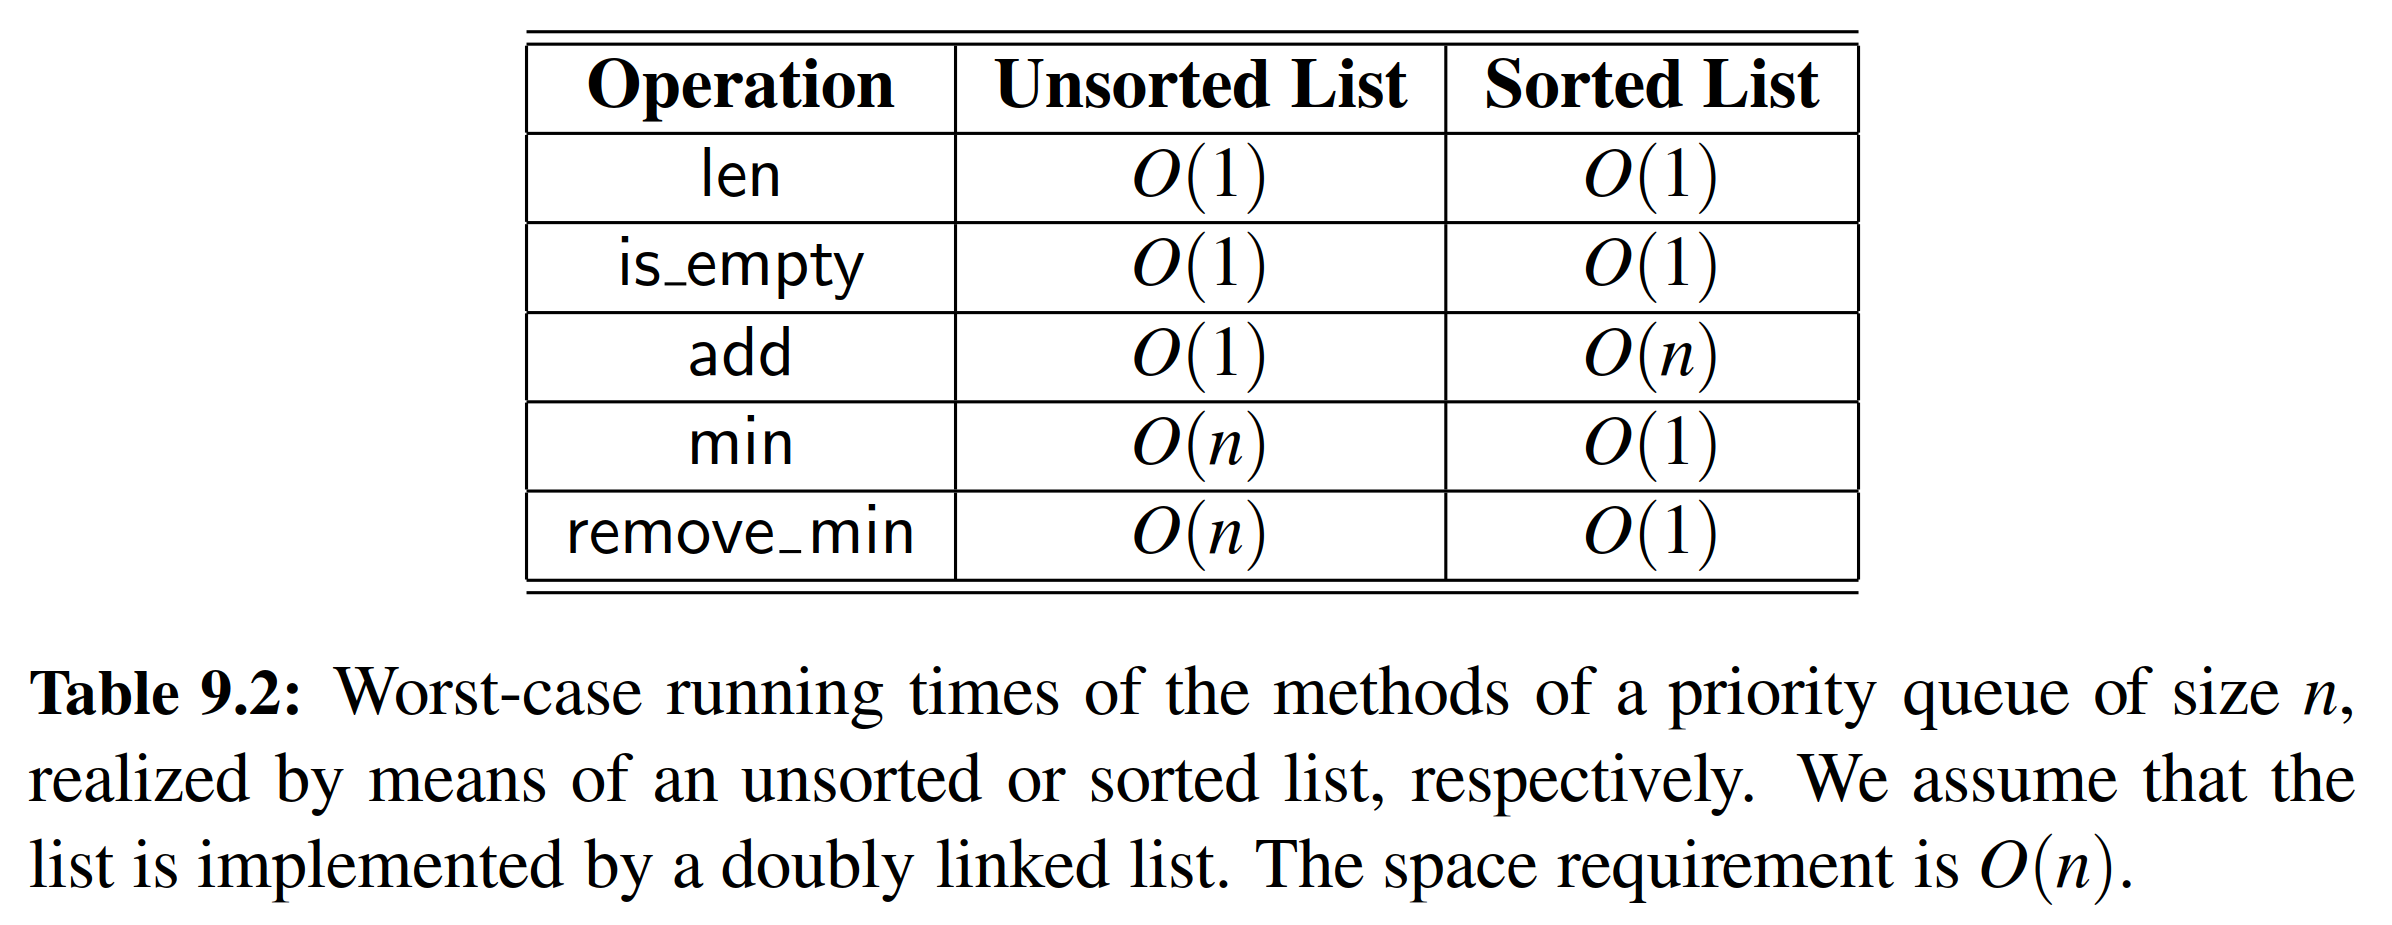 Operation Unsorted List Sorted List
len O(1) O(1)
is_empty O(1) O(1)
add O(1) O(n)
min O(n) O(1)
remove_min O(n) O(1)
Table 9.2: Worst-case running times of the methods of a priority queue of size n,
realized by means of an unsorted or sorted list, respectively. We assume that the
list is implemented by a doubly linked list. The space requirement is O(n).